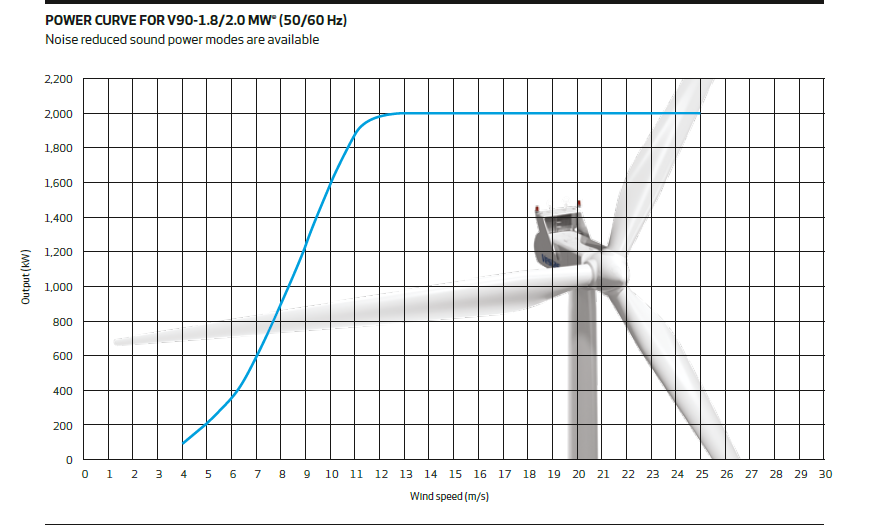 POWER CURVE FOR V90-1.8/2.0 MW® (50/60 Hz)
Noise reduced sound power modes are available
2,200
2,000
1,800
1,600
1,400
1,200
1,000
800
600
400
200
0
Output (kW)
0 1 2 3 4 5 6 7 8 9 10 11 12 13 14 15 16 17 18 19 20 21 22 23 24 25 26 27 28 29 30
Wind speed (m/s)